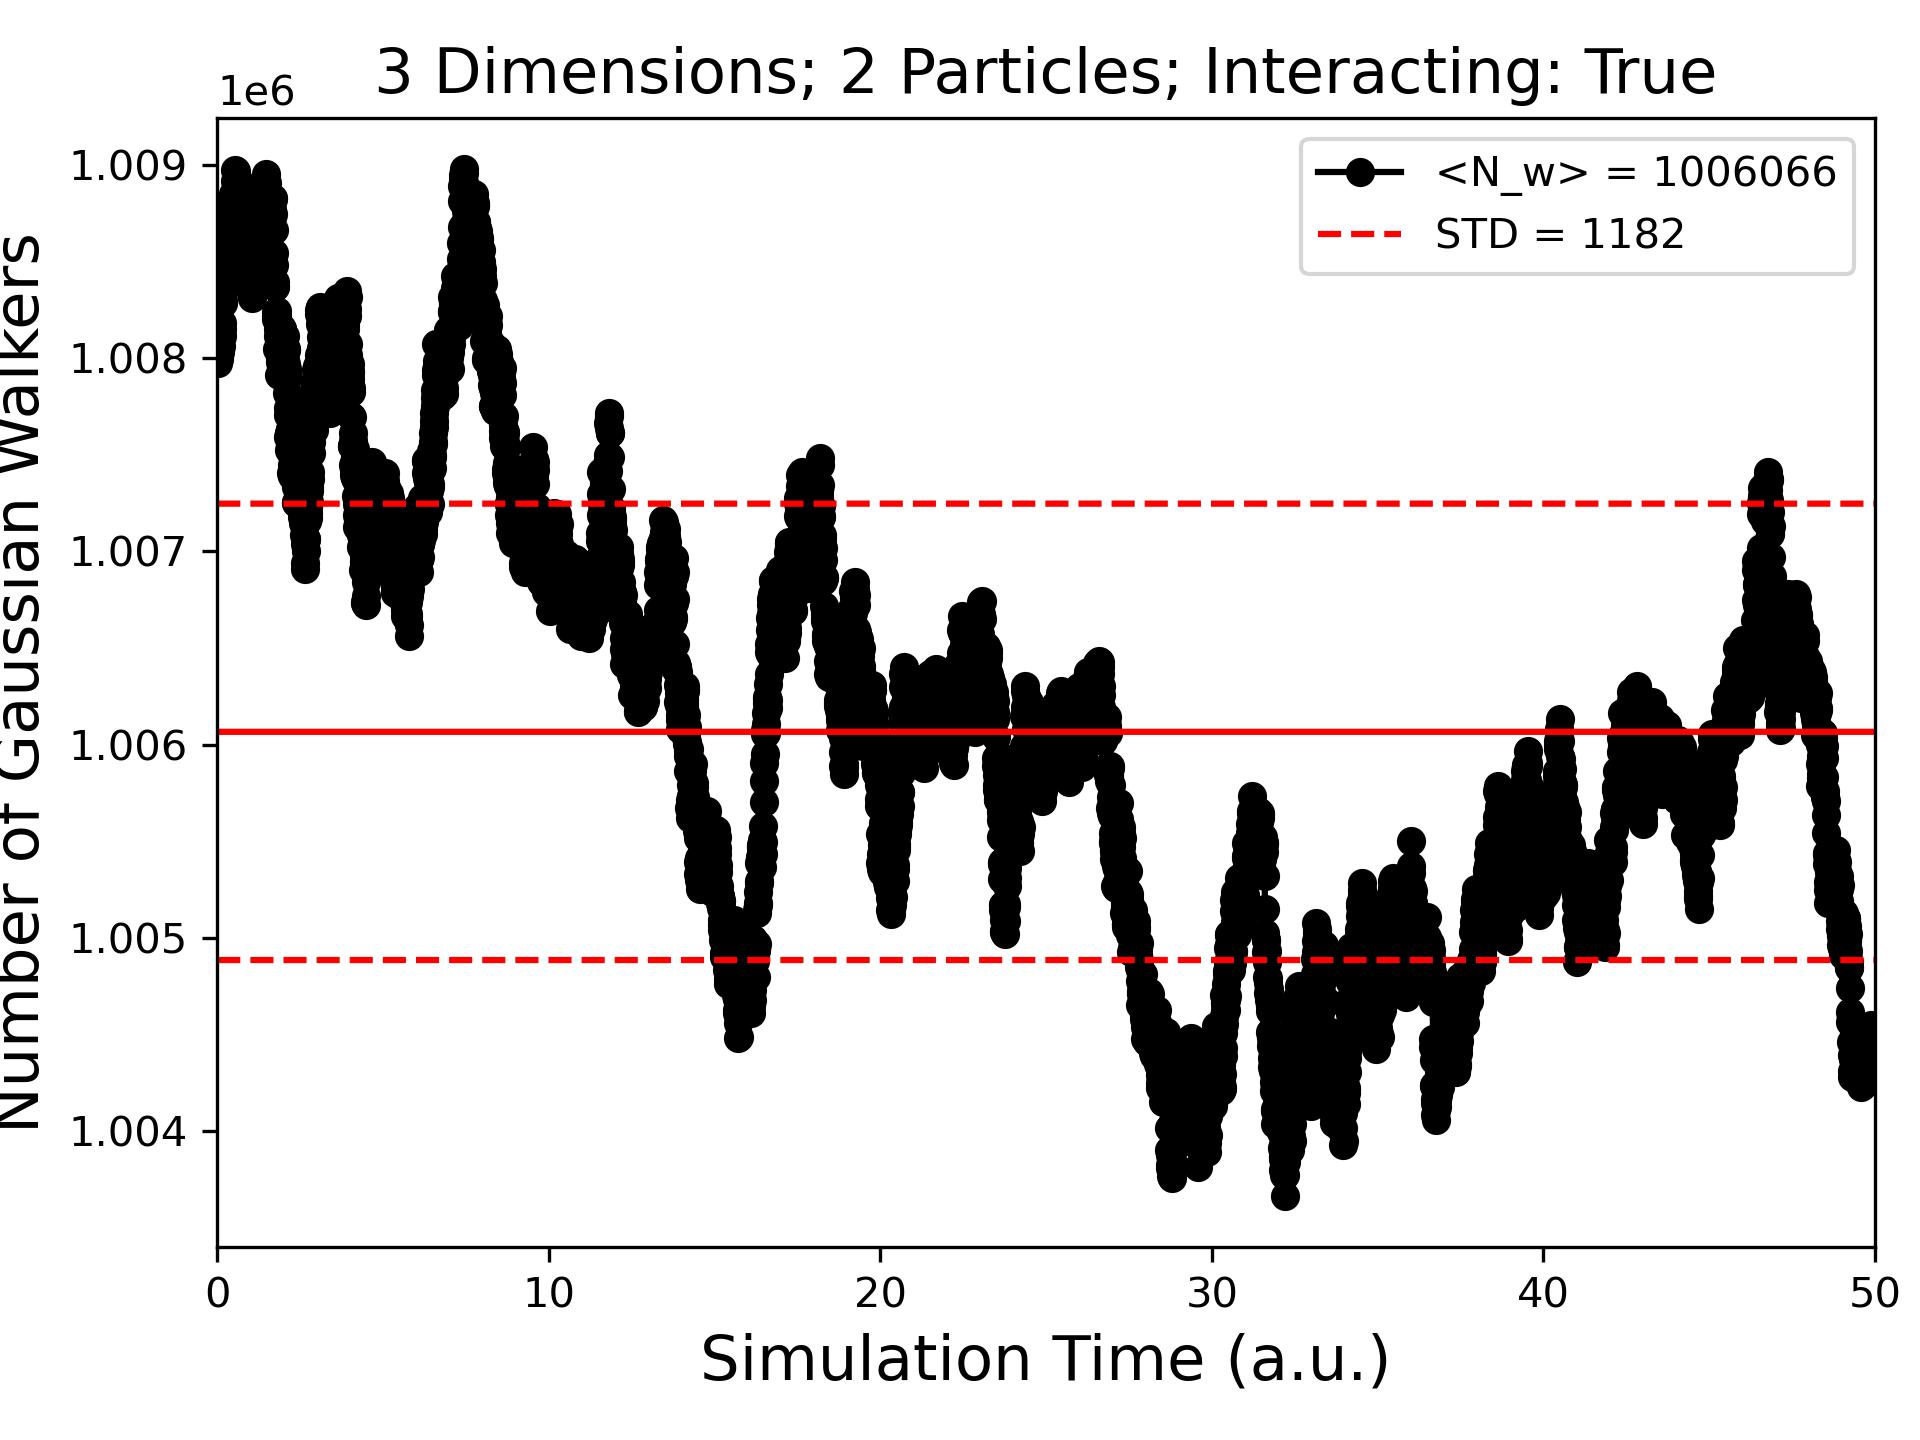 3 Dimensions; 2 Particles; Interacting: True
1e6
<N_w> = 1006066
STD = 1182
1.009
1.008
1.007
1.006
1.005
1.004
Number of Gaussian Walkers
0 10 20 30 40 50
Simulation Time (a.u.)